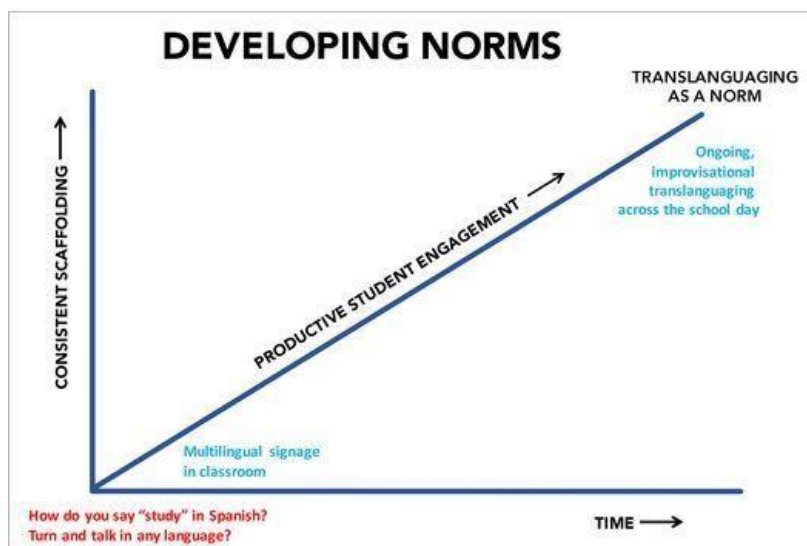 DEVELOPING NORMS
TRANSLANGUAGING
AS A NORM
Ongoing,
improvisational
translanguaging
across the school day
CONSISTENT SCAFFOLDING
PRODUCTIVE STUDENT ENGAGEMENT
Multilingual signage
in classroom
How do you say “study” in Spanish?
Turn and talk in any language?
TIME